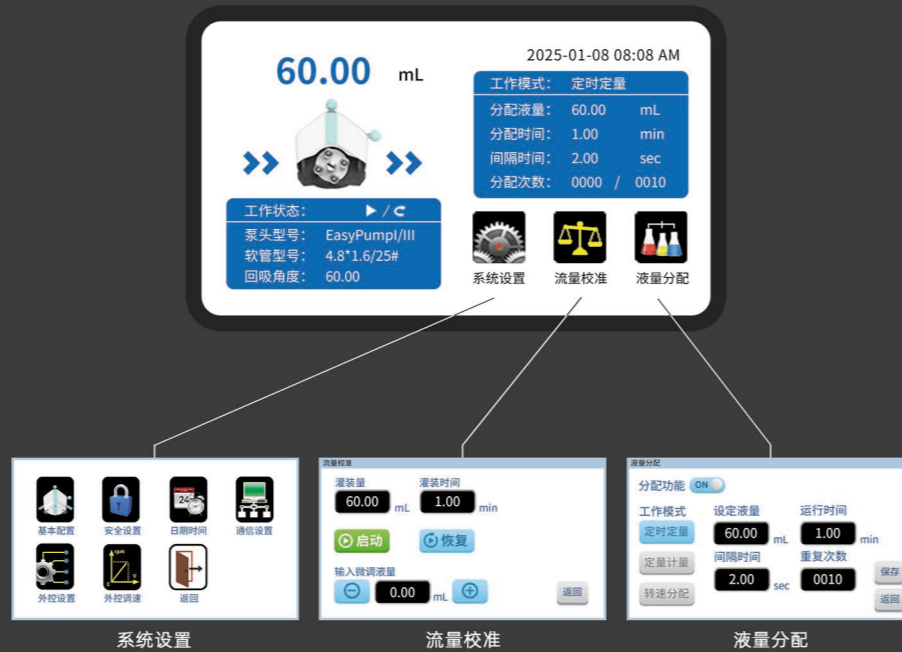 60.00 mL
2025-01-08 08:08 AM
工作模式： 定时定量
分配液量： 60.00 mL
分配时间： 1.00 min
间隔时间： 2.00 sec
分配次数： 0000 / 0010
工作状态： /
泵头型号： EasyPumpI/III
软管型号： 4.8*1.6/25#
回吸角度： 60.00
系统设置 流量校准 液量分配
基本配置 安全设置 日期时间 通信设置
24
rpm
V
外控设置 外控调速 返回
系统设置
流量校准
灌装量 灌装时间
60.00 mL 1.00 min
启动 恢复
输入微调液量
0.00 mL
返回
流量校准
液量分配
分配功能 ON
工作模式 设定液量 运行时间
定时定量 60.00 mL 1.00 min
定量计量 间隔时间 重复次数
2.00 sec 0010 保存
转速分配 返回
液量分配